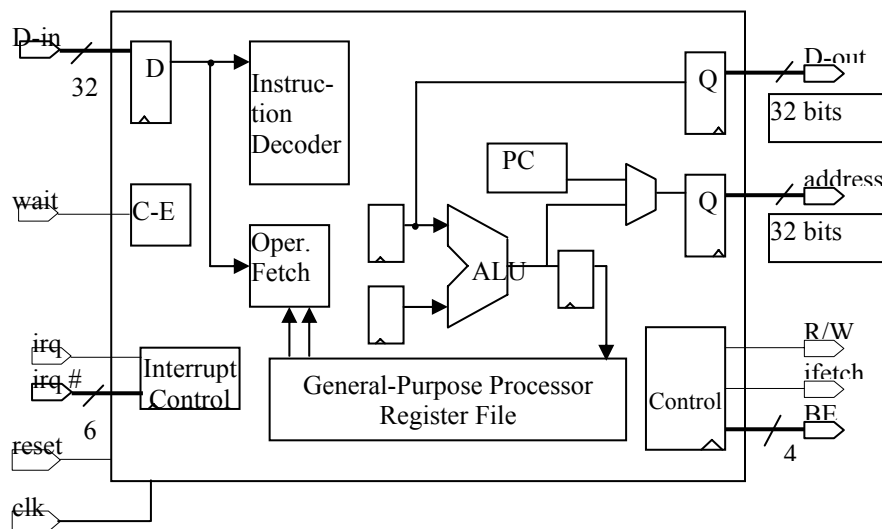 D-in
32
D
Instruc-
tion
Decoder
Q
D-out
32 bits
PC
wait
C-E
Q
address
32 bits
Oper.
Fetch
ALU
irq
irq #
6
Interrupt
Control
General-Purpose Processor
Register File
Control
R/W
ifetch
BE
4
reset
clk